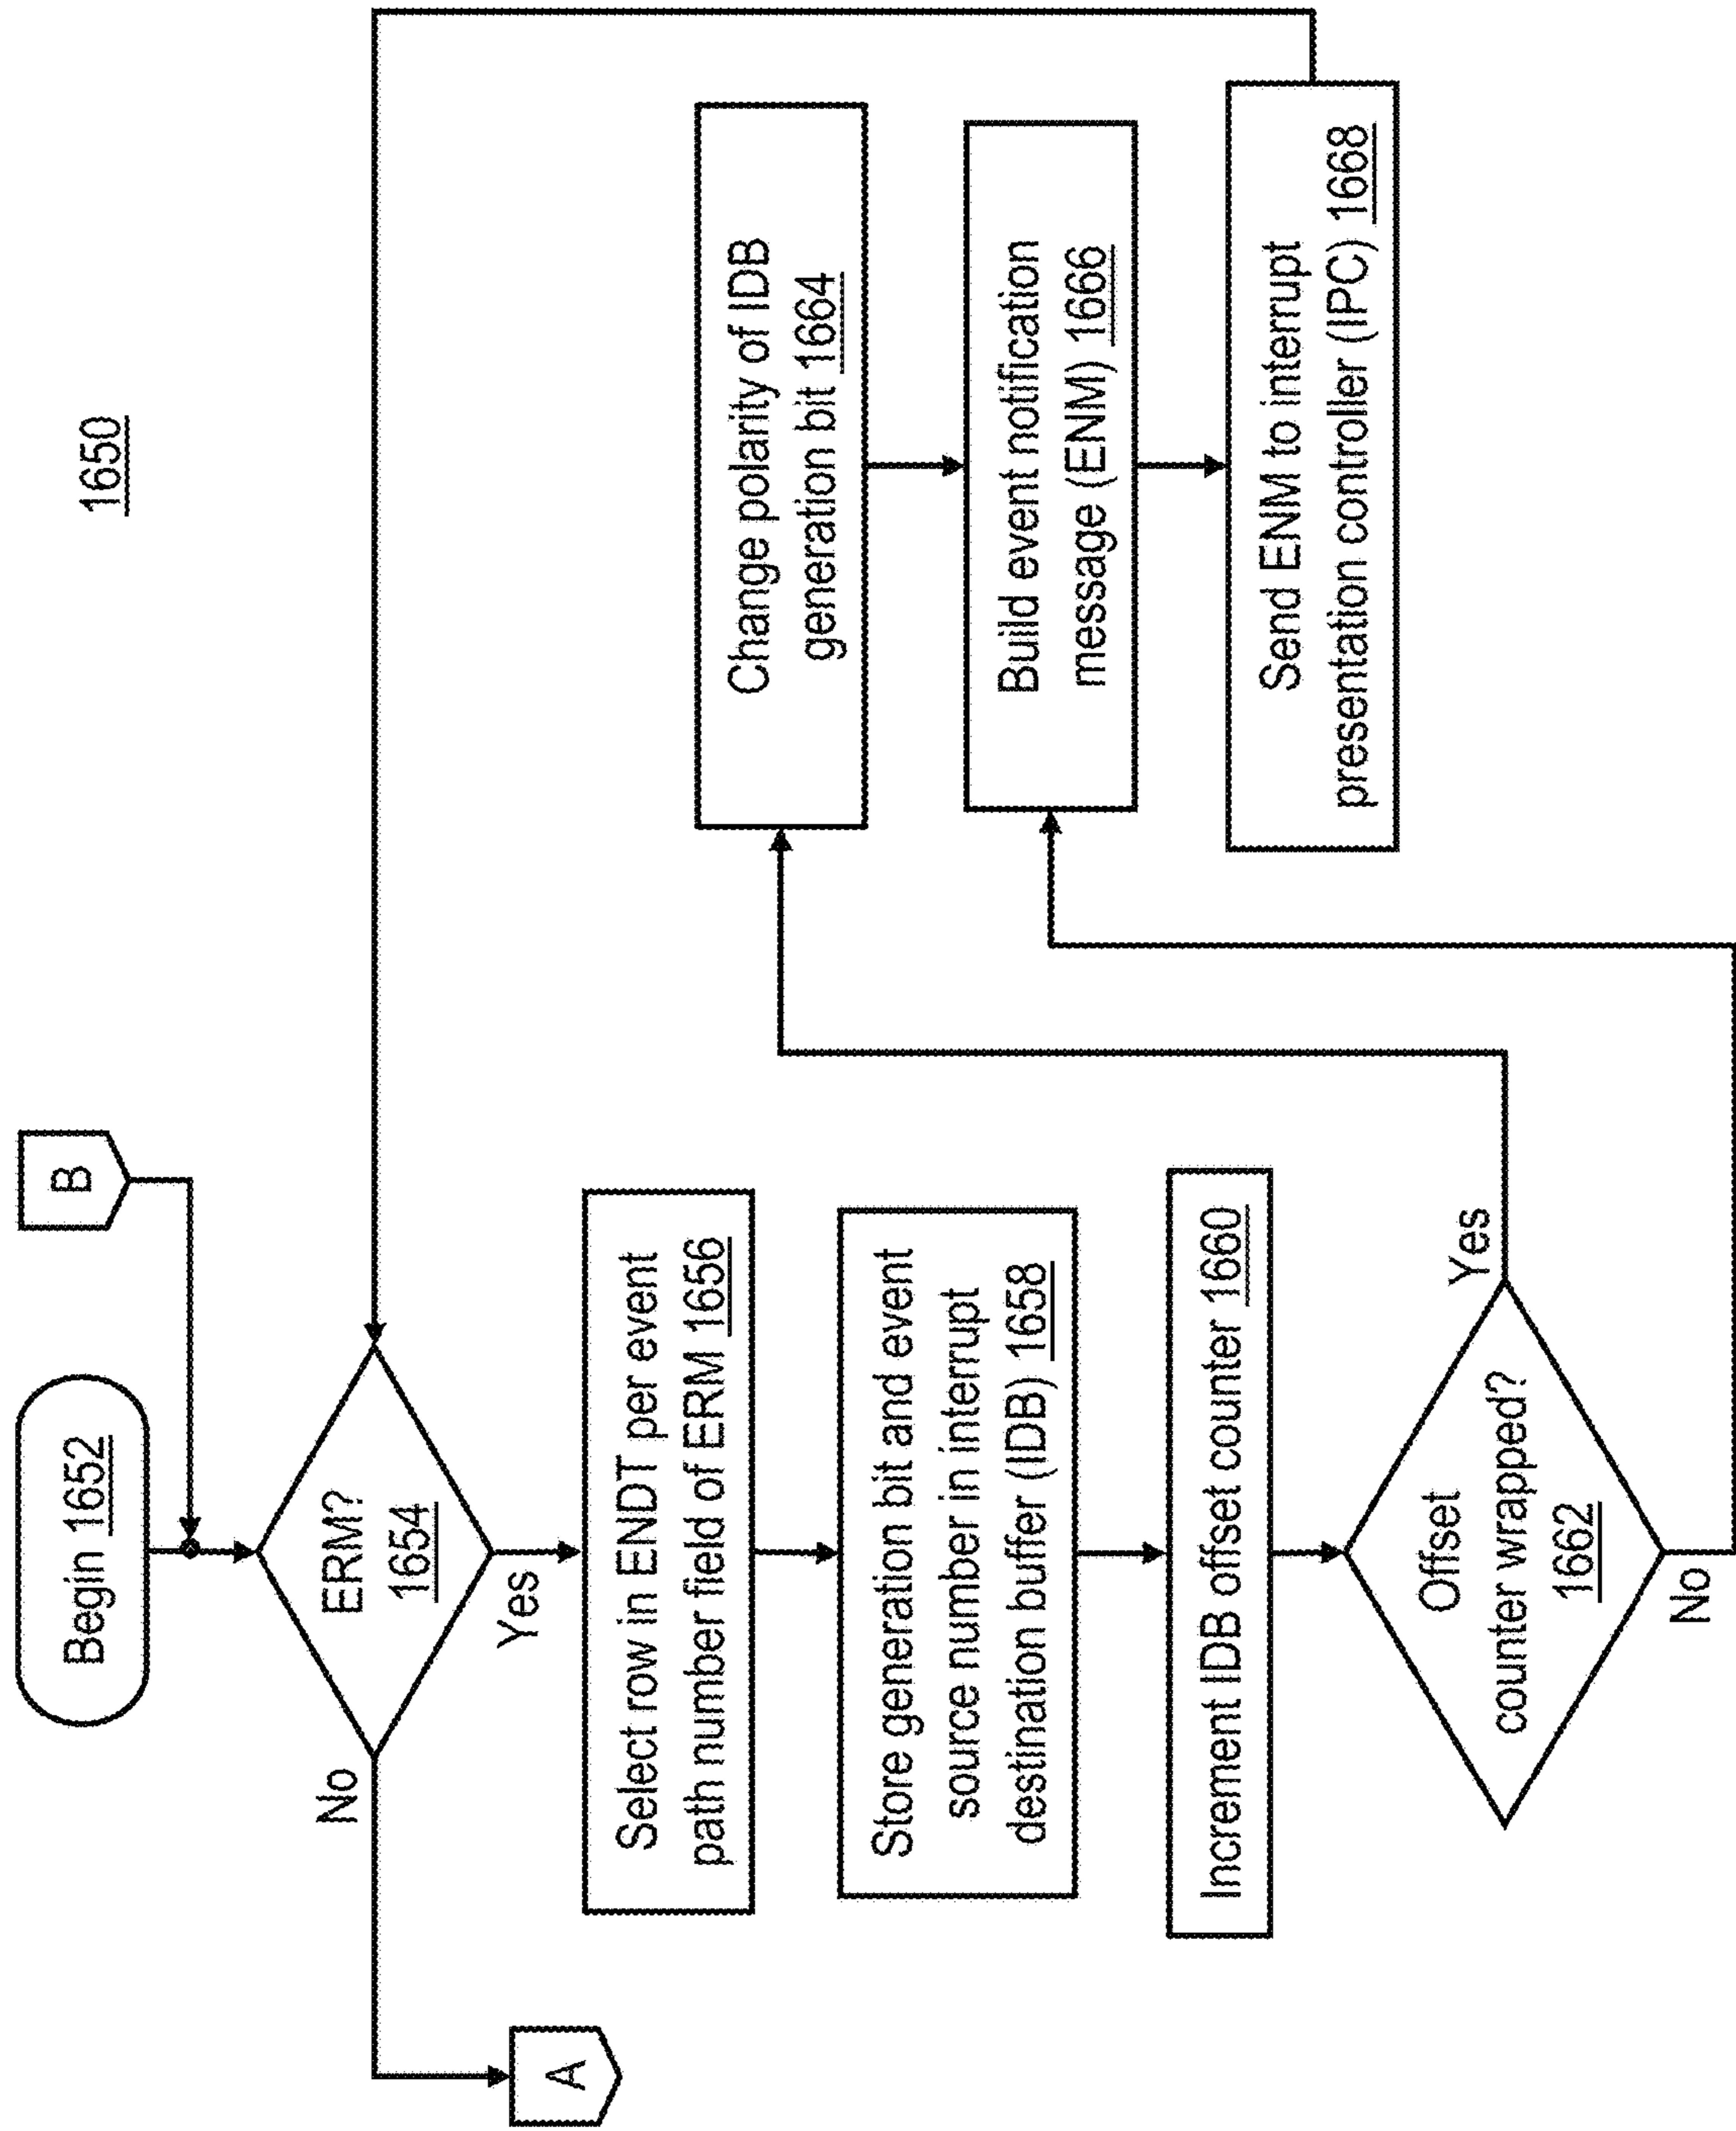 1650
Begin 1652
B
ERM?
1654
No
Yes
A
Select row in ENDT per event
path number field of ERM 1656
Store generation bit and event
source number in interrupt
destination buffer (IDB) 1658
Increment IDB offset counter 1660
Offset
counter wrapped?
1662
Yes
No
Change polarity of IDB
generation bit 1664
Build event notification
message (ENM) 1666
Send ENM to interrupt
presentation controller (IPC) 1668